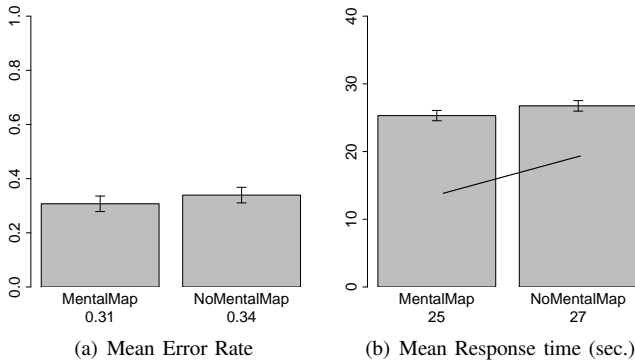 0.0 0.2 0.4 0.6 0.8 1.0
MentalMap NoMentalMap
0.31 0.34
(a) Mean Error Rate
0 10 20 30 40
MentalMap NoMentalMap
25 27
(b) Mean Response time (sec.)